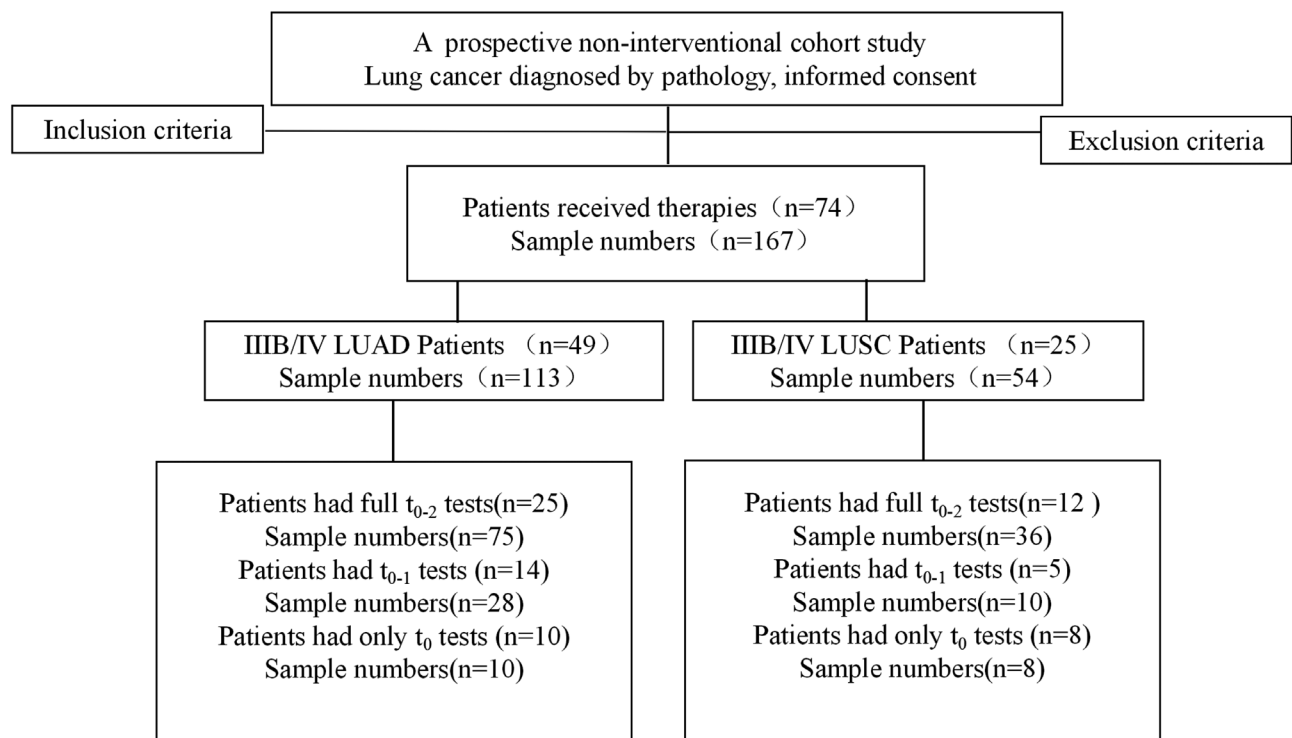 A prospective non-interventional cohort study
Lung cancer diagnosed by pathology, informed consent
Inclusion criteria
Exclusion criteria
Patients received therapies（n=74）
Sample numbers（n=167）
IIIB/IV LUAD Patients （n=49）
Sample numbers（n=113）
IIIB/IV LUSC Patients （n=25）
Sample numbers（n=54）
Patients had full t0-2 tests(n=25)
Sample numbers(n=75)
Patients had t0-1 tests (n=14)
Sample numbers(n=28)
Patients had only t0 tests (n=10)
Sample numbers(n=10)
Patients had full t0-2 tests(n=12 )
Sample numbers(n=36)
Patients had t0-1 tests (n=5)
Sample numbers(n=10)
Patients had only t0 tests (n=8)
Sample numbers(n=8)